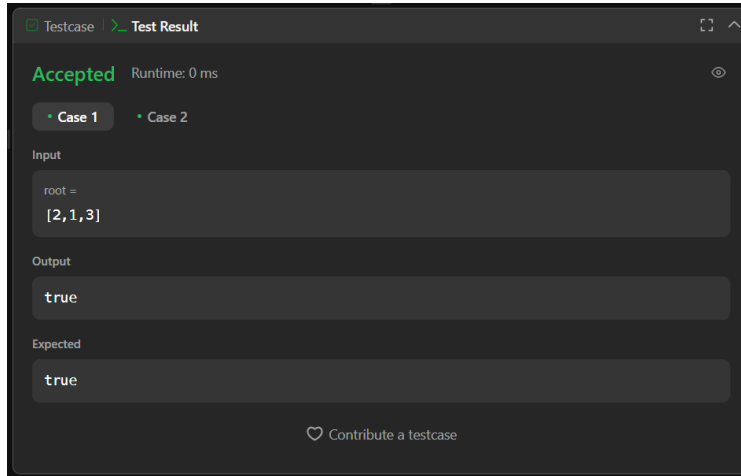 Testcase | >_ Test Result
Accepted Runtime: 0 ms
• Case 1 • Case 2
Input
root =
[2,1,3]
Output
true
Expected
true
Contribute a testcase